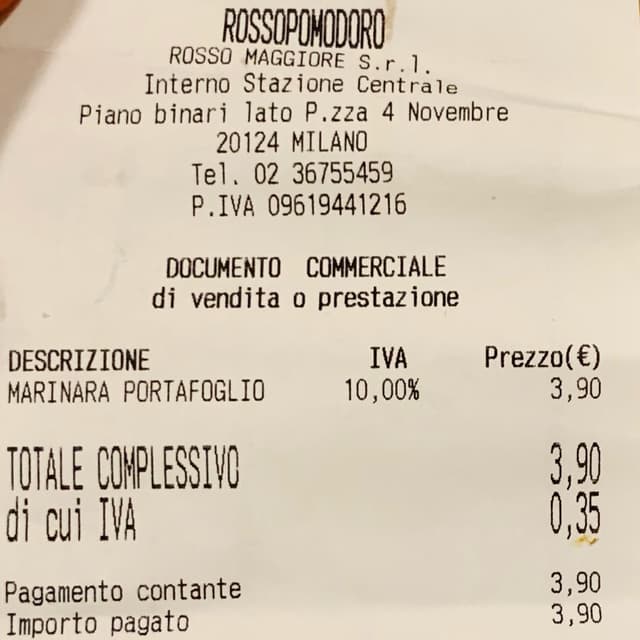 ROSSOPOMODORO
ROSSO MAGGIORE S.r.l.
Interno Stazione Centrale
Piano binari lato P.zza 4 Novembre
20124 MILANO
Tel. 02 36755459
P.IVA 09619441216
DOCUMENTO COMMERCIALE
di vendita o prestazione
DESCRIZIONE IVA Prezzo(€)
MARINARA PORTAFOGLIO 10,00% 3,90
TOTALE COMPLESSIVO 3,90
di cui IVA 0,35
Pagamento contante 3,90
Importo pagato 3,90